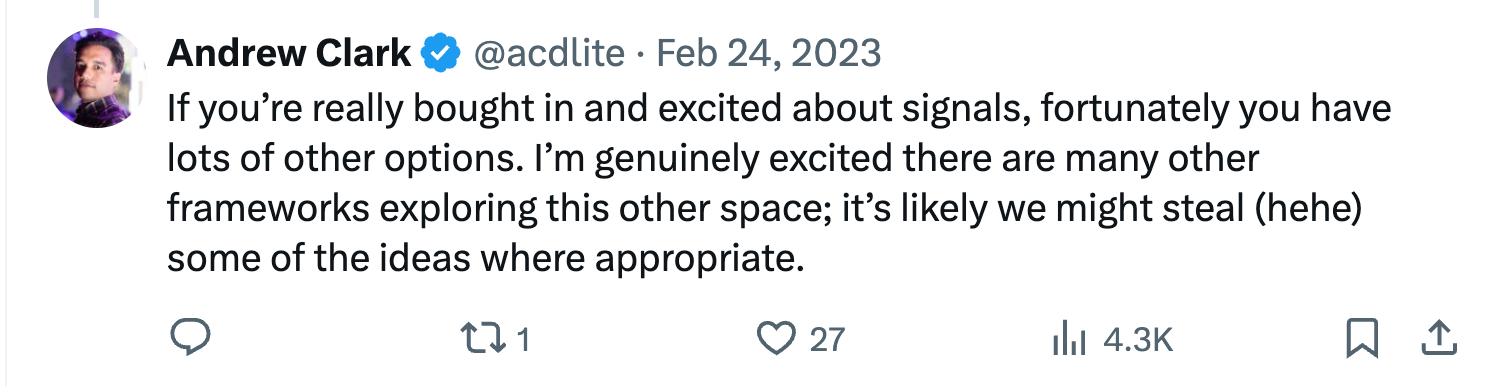 Andrew Clark @acdlite · Feb 24, 2023
If you’re really bought in and excited about signals, fortunately you have
lots of other options. I’m genuinely excited there are many other
frameworks exploring this other space; it’s likely we might steal (hehe)
some of the ideas where appropriate.
1 27 4.3K